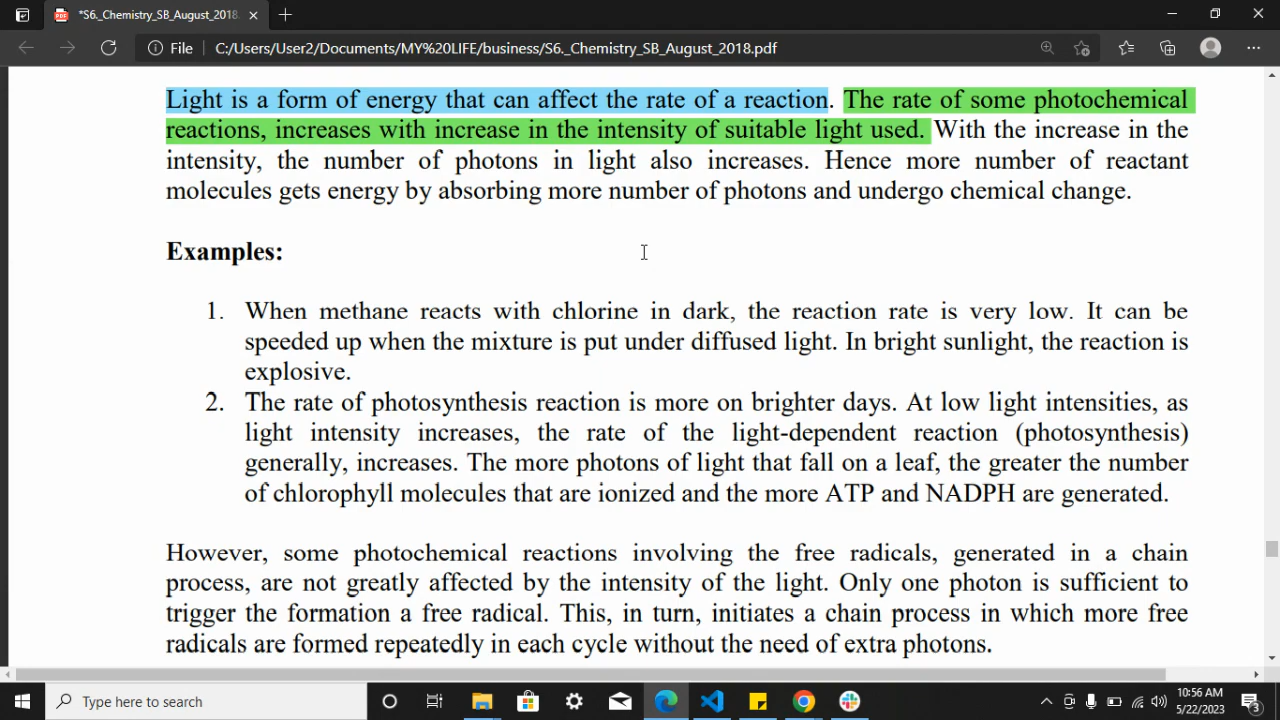 *S6._Chemistry_SB_August_2018.
File C:/Users/User2/Documents/MY%20LIFE/business/S6._Chemistry_SB_August_2018.pdf
Light is a form of energy that can affect the rate of a reaction. The rate of some photochemical
reactions, increases with increase in the intensity of suitable light used. With the increase in the
intensity, the number of photons in light also increases. Hence more number of reactant
molecules gets energy by absorbing more number of photons and undergo chemical change.
Examples:
1. When methane reacts with chlorine in dark, the reaction rate is very low. It can be
speeded up when the mixture is put under diffused light. In bright sunlight, the reaction is
explosive.
2. The rate of photosynthesis reaction is more on brighter days. At low light intensities, as
light intensity increases, the rate of the light-dependent reaction (photosynthesis)
generally, increases. The more photons of light that fall on a leaf, the greater the number
of chlorophyll molecules that are ionized and the more ATP and NADPH are generated.
However, some photochemical reactions involving the free radicals, generated in a chain
process, are not greatly affected by the intensity of the light. Only one photon is sufficient to
trigger the formation a free radical. This, in turn, initiates a chain process in which more free
radicals are formed repeatedly in each cycle without the need of extra photons.
Type here to search
10:56 AM
5/22/2023
3